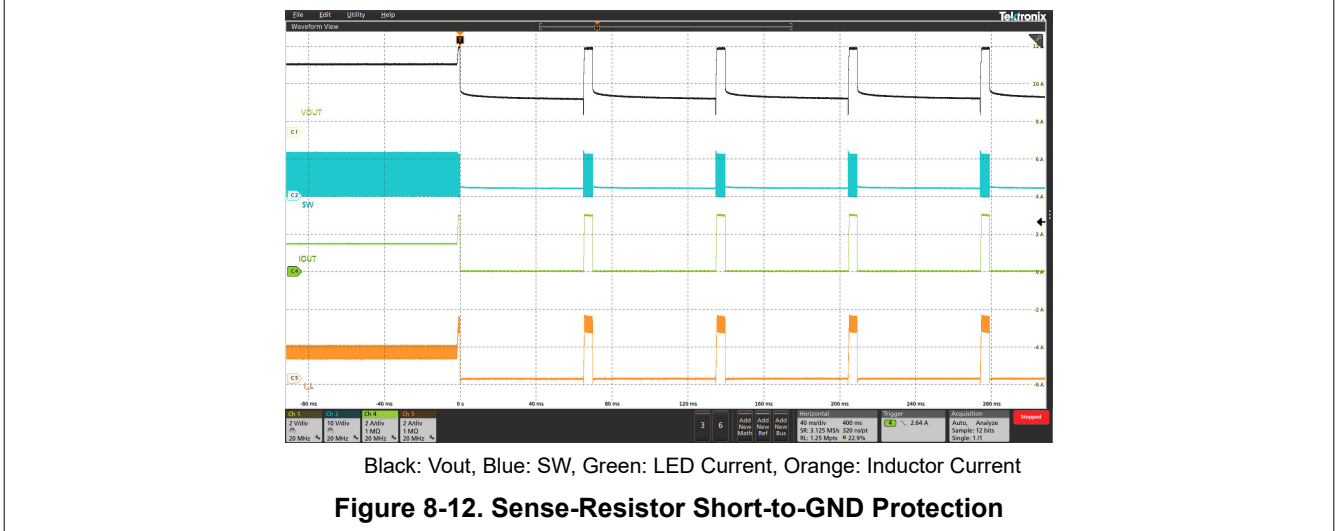 File Edit Utility Help
Tektronix
Waveform View
12 A
10 A
VOUT
8 A
C1
6 A
C2
4 A
SW
2 A
IOUT
C4
0 A
-2 A
-4 A
C5
I_L
-6 A
-80 ms -40 ms 0 s 40 ms 80 ms 120 ms 160 ms 200 ms 240 ms 280 ms
Ch 1 Ch 2 Ch 4 Ch 5
2 V/div 10 V/div 2 A/div 2 A/div
1 MΩ 1 MΩ
20 MHz 20 MHz 20 MHz 20 MHz
3 6
Add New Math
Add New Ref
Add New Bus
Horizontal
40 ms/div 400 ms
SR: 3.125 MS/s 320 ns/pt
RL: 1.25 Mpts 22.9%
Trigger
4 2.64 A
Acquisition
Auto, Analyze
Sample: 12 bits
Single: 1 /1
Stopped
Black: Vout, Blue: SW, Green: LED Current, Orange: Inductor Current
Figure 8-12. Sense-Resistor Short-to-GND Protection